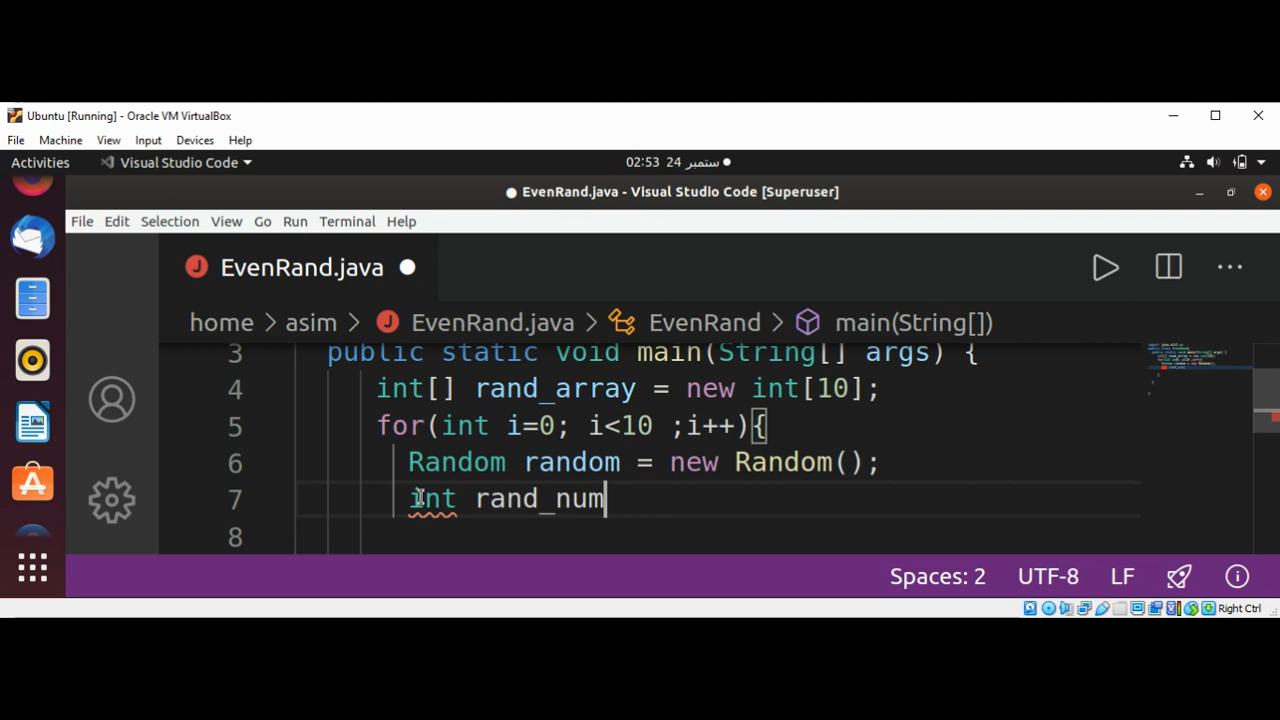 Ubuntu [Running] - Oracle VM VirtualBox
File Machine View Input Devices Help
Activities Visual Studio Code 02:53 24 ستمبر
EvenRand.java - Visual Studio Code [Superuser]
File Edit Selection View Go Run Terminal Help
J EvenRand.java
home > asim > J EvenRand.java > EvenRand > main(String[])
3 public static void main(String[] args) {
4 int[] rand_array = new int[10];
5 for(int i=0; i<10 ;i++){
6 Random random = new Random();
7 int rand_num
8
Spaces: 2 UTF-8 LF
Right Ctrl